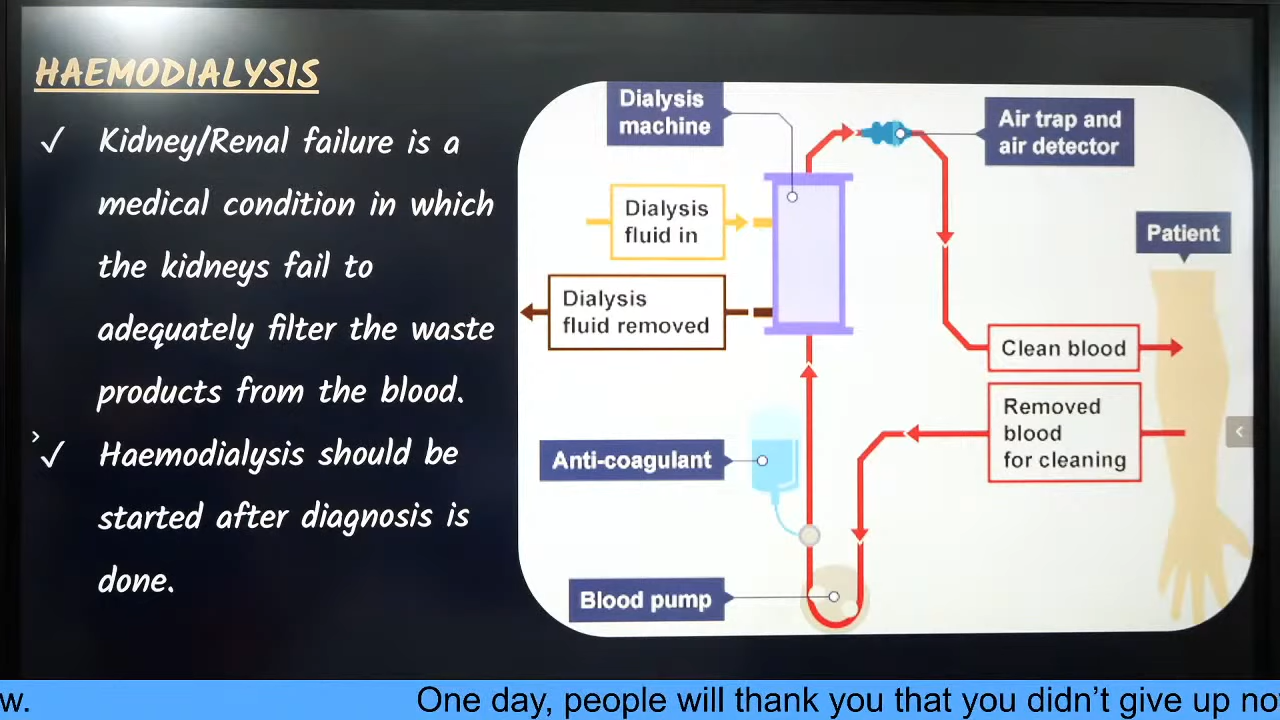 HAEMODIALYSIS
✓ Kidney/Renal failure is a
medical condition in which
the kidneys fail to
adequately filter the waste
products from the blood.
✓ Haemodialysis should be
started after diagnosis is
done.
Dialysis
machine
Air trap and
air detector
Dialysis
fluid in
Patient
Dialysis
fluid removed
Clean blood
Removed
blood
for cleaning
Anti-coagulant
Blood pump
w. One day, people will thank you that you didn’t give up no